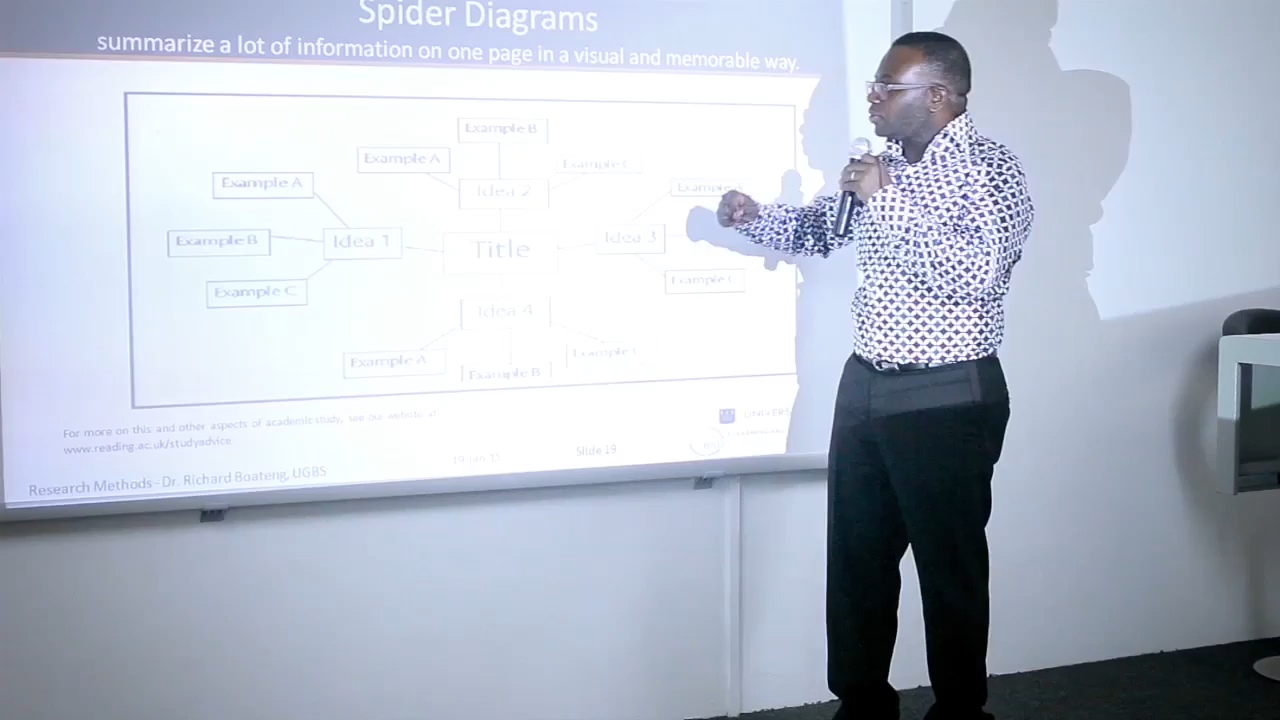 Spider Diagrams
summarize a lot of information on one page in a visual and memorable way.
Example B
Example A
Example C
Idea 2
Example A
Example B
Example C
Idea 1
Title
Idea 3
Example
Example C
Idea 4
Example A
Example B
Example C
For more on this and other aspects of academic study, see our website at
www.reading.ac.uk/studyadvice
Slide 19
Research Methods - Dr. Richard Boateng, UGBS